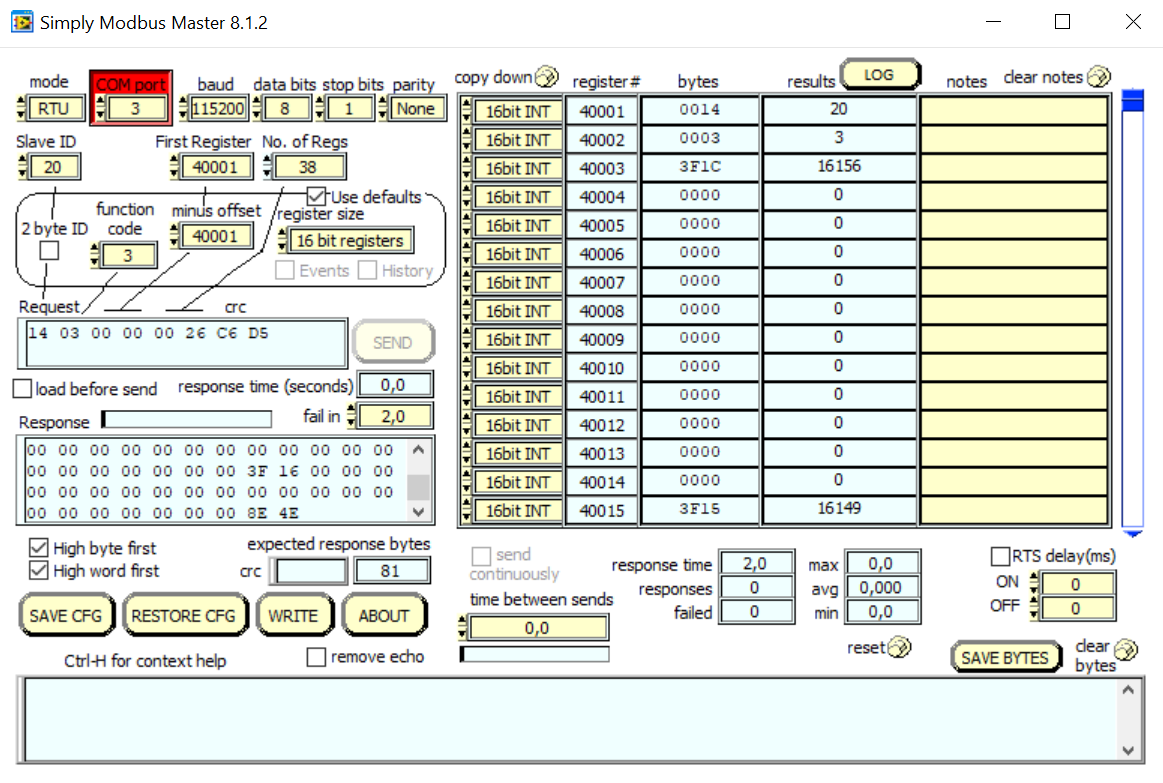 Simply Modbus Master 8.1.2
mode COM port baud data bits stop bits parity
RTU 3 115200 8 1 None
Slave ID First Register No. of Regs
20 40001 38
Use defaults
2 byte ID function code minus offset register size
3 40001 16 bit registers
Events History
Request crc
14 03 00 00 00 26 C6 D5
SEND
load before send response time (seconds) 0,0
Response fail in 2,0
00 00 00 00 00 00 00 00 00 00 00 00
00 00 00 00 00 00 00 3F 16 00 00 00
00 00 00 00 00 00 00 00 00 00 00 00
00 00 00 00 00 00 00 8E 4E
High byte first expected response bytes
High word first crc 81
SAVE CFG RESTORE CFG WRITE ABOUT
Ctrl-H for context help remove echo
copy down register # bytes results LOG notes clear notes
16bit INT 40001 0014 20
16bit INT 40002 0003 3
16bit INT 40003 3F1C 16156
16bit INT 40004 0000 0
16bit INT 40005 0000 0
16bit INT 40006 0000 0
16bit INT 40007 0000 0
16bit INT 40008 0000 0
16bit INT 40009 0000 0
16bit INT 40010 0000 0
16bit INT 40011 0000 0
16bit INT 40012 0000 0
16bit INT 40013 0000 0
16bit INT 40014 0000 0
16bit INT 40015 3F15 16149
send continuously
time between sends
0,0
response time 2,0 max 0,0
responses 0 avg 0,000
failed 0 min 0,0
reset
RTS delay(ms)
ON 0
OFF 0
SAVE BYTES clear bytes